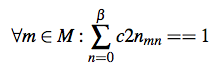 ∀m ∈ M : ∑_{n=0}^{β} c2n_{mn} == 1